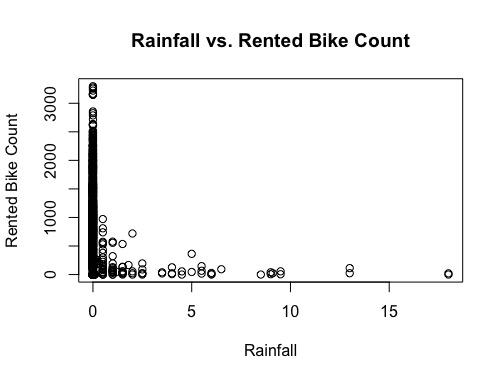 Rainfall vs. Rented Bike Count
Rented Bike Count
3000
2000
1000
0
0 5 10 15
Rainfall